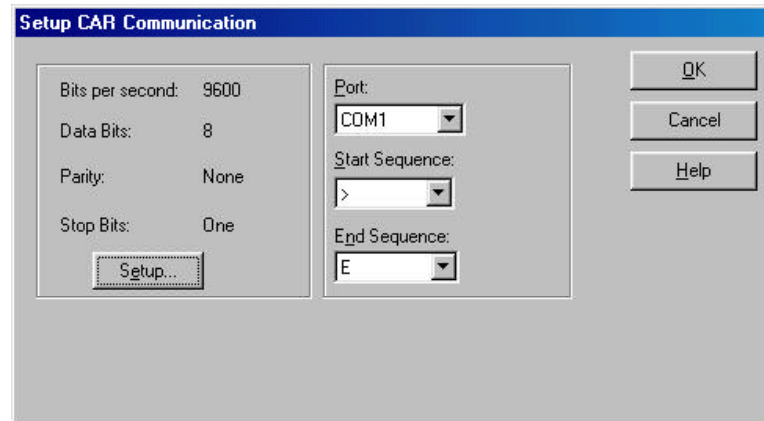 Setup CAR Communication
Bits per second: 9600
Data Bits: 8
Parity: None
Stop Bits: One
Setup...
Port:
COM1
Start Sequence:
>
End Sequence:
E
OK
Cancel
Help